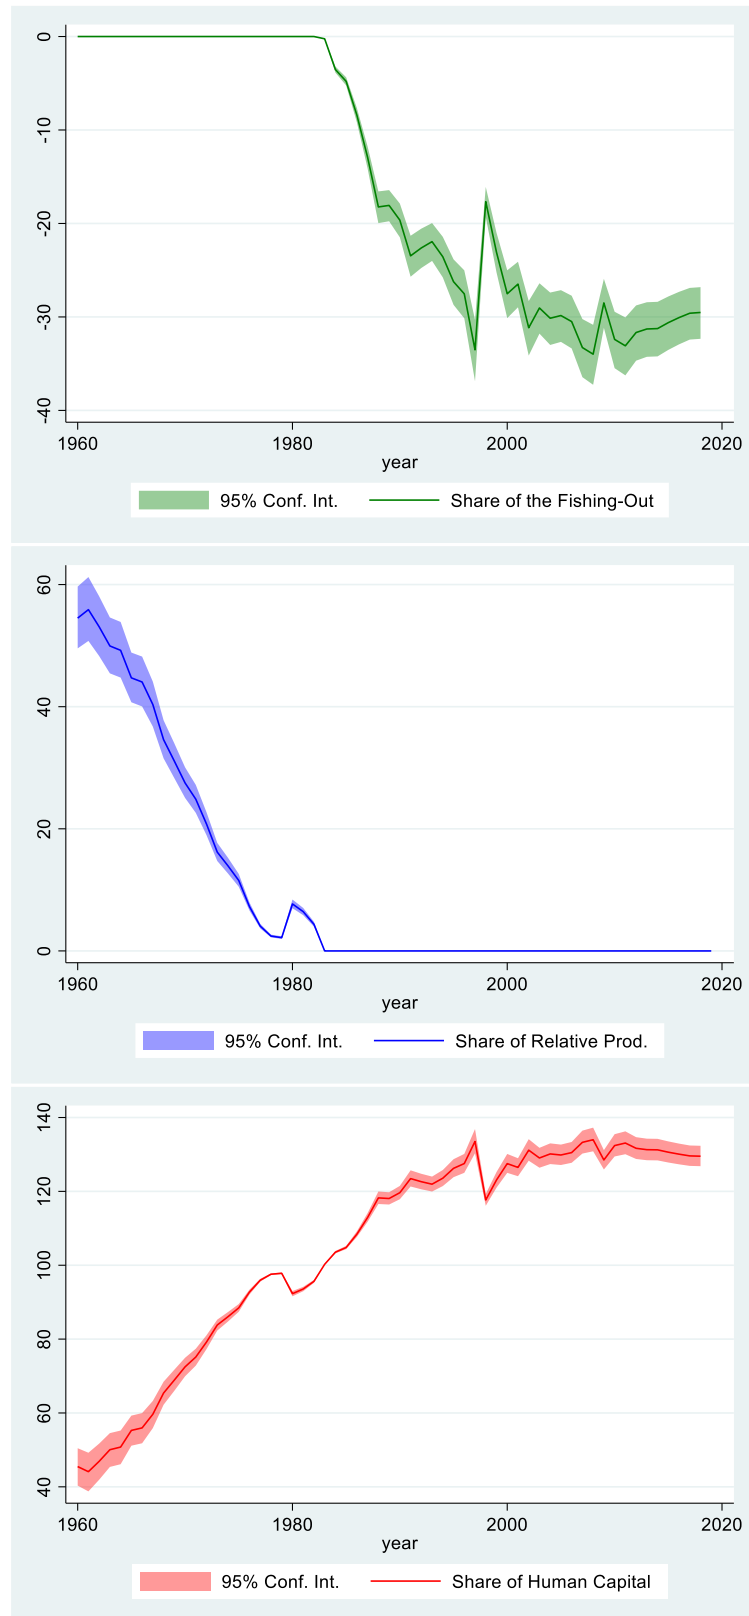 0
-10
-20
-30
-40
1960 1980 2000 2020
year
95% Conf. Int. Share of the Fishing-Out
60
40
20
0
1960 1980 2000 2020
year
95% Conf. Int. Share of Relative Prod.
140
120
100
80
60
40
1960 1980 2000 2020
year
95% Conf. Int. Share of Human Capital